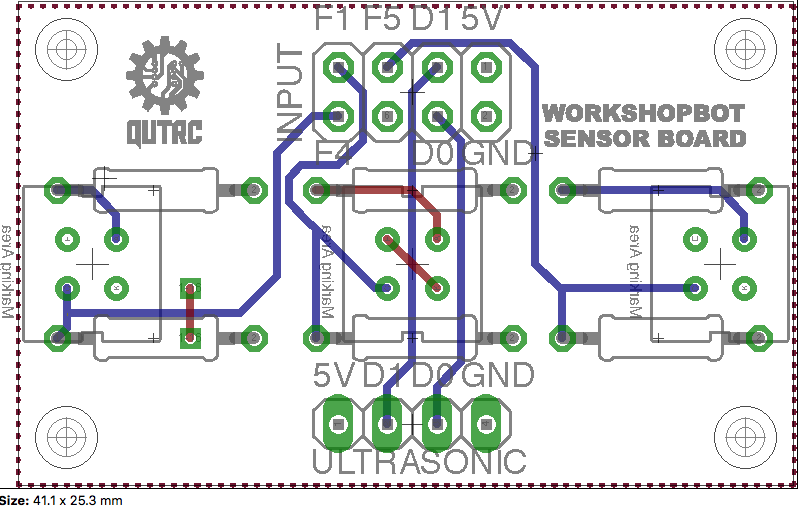 F1 F5 D1 5V
INPUT
QUTRC
WORKSHOPBOT
SENSOR BOARD
F4 D0 GND
Marking Area
Marking Area
Marking Area
5V D1 D0 GND
ULTRASONIC
Size: 41.1 x 25.3 mm